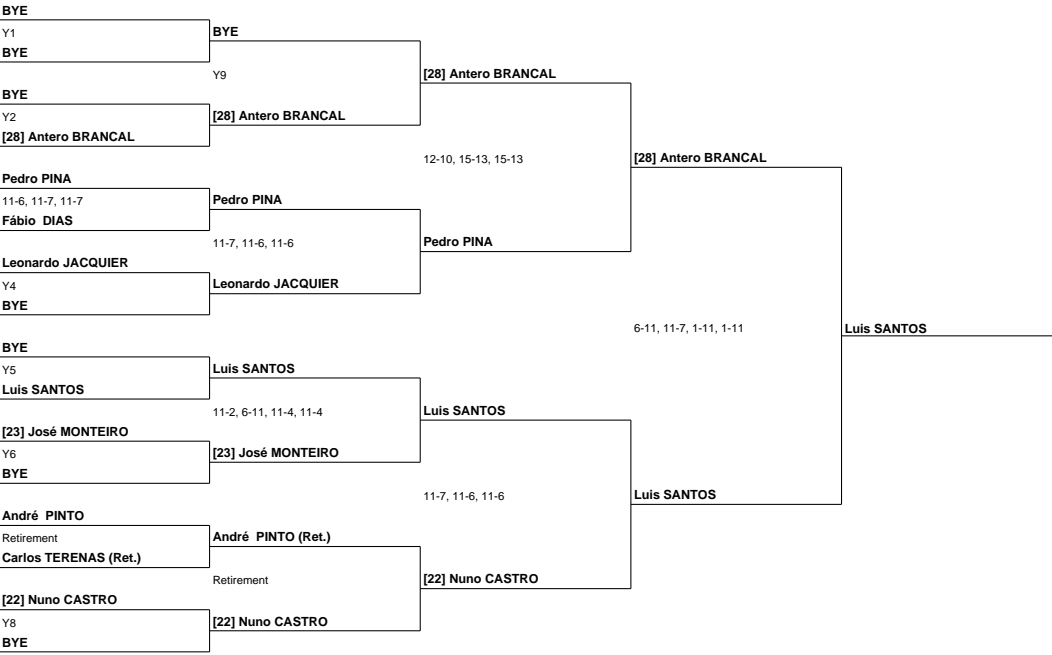 BYE
Y1
BYE
BYE
Y2
[28] Antero BRANCAL
Pedro PINA
11-6, 11-7, 11-7
Fábio  DIAS
Leonardo JACQUIER
Y4
BYE
BYE
Y5
Luis SANTOS
[23] José MONTEIRO
Y6
BYE
André  PINTO
Retirement
Carlos TERENAS (Ret.)
[22] Nuno CASTRO
Y8
BYE
BYE
Y9
[28] Antero BRANCAL
Pedro PINA
11-7, 11-6, 11-6
Leonardo JACQUIER
Luis SANTOS
11-2, 6-11, 11-4, 11-4
[23] José MONTEIRO
André  PINTO (Ret.)
Retirement
[22] Nuno CASTRO
[28] Antero BRANCAL
12-10, 15-13, 15-13
Pedro PINA
Luis SANTOS
11-7, 11-6, 11-6
[22] Nuno CASTRO
[28] Antero BRANCAL
6-11, 11-7, 1-11, 1-11
Luis SANTOS
Luis SANTOS